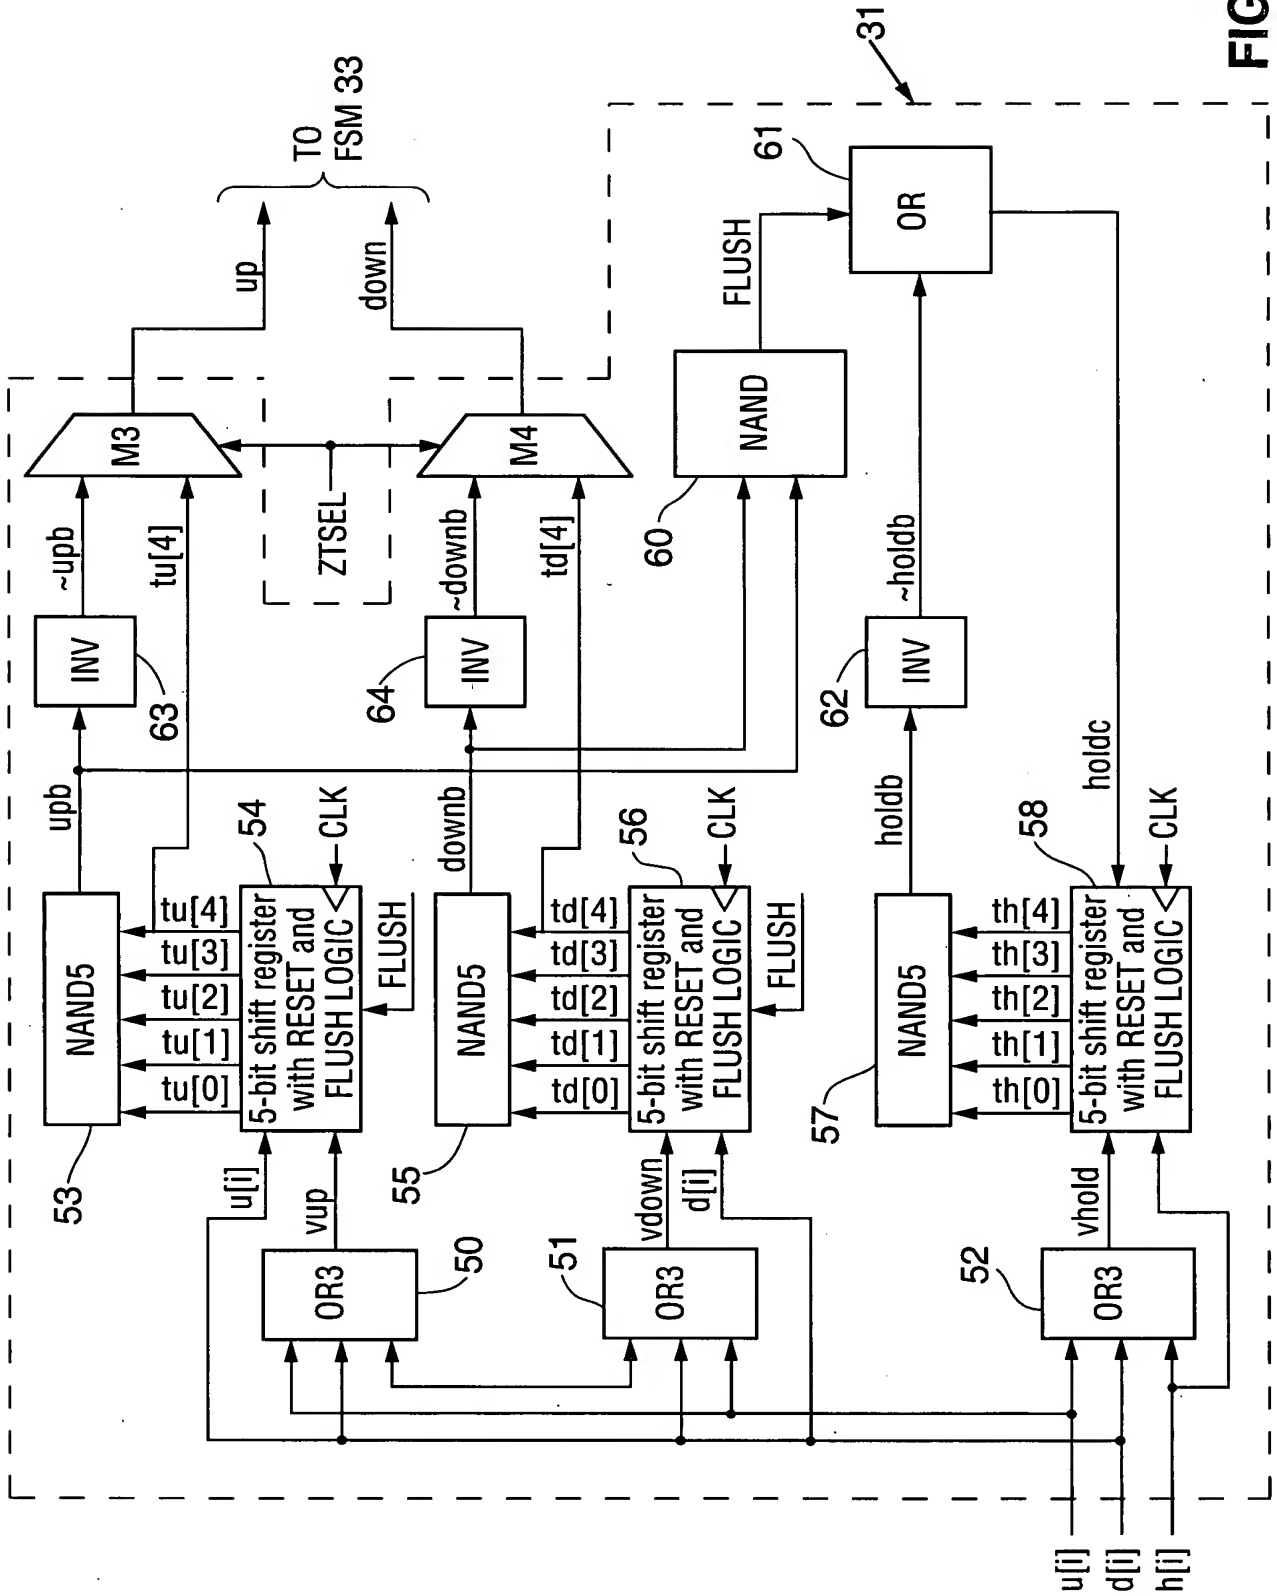 TO
FSM 33
up
down
M3
M4
ZTSEL
~upb
tu[4]
~downb
td[4]
INV
63
INV
64
upb
downb
NAND5
53
tu[0]
tu[1]
tu[2]
tu[3]
tu[4]
5-bit shift register
with RESET and
FLUSH LOGIC
54
CLK
FLUSH
u[i]
vup
OR3
50
NAND5
55
td[0]
td[1]
td[2]
td[3]
td[4]
5-bit shift register
with RESET and
FLUSH LOGIC
56
CLK
FLUSH
vdown
d[i]
OR3
51
NAND
60
FLUSH
OR
61
31
~holdb
INV
62
holdb
holdc
NAND5
57
th[0]
th[1]
th[2]
th[3]
th[4]
5-bit shift register
with RESET and
FLUSH LOGIC
58
CLK
vhold
OR3
52
u[i]
d[i]
h[i]
FIG